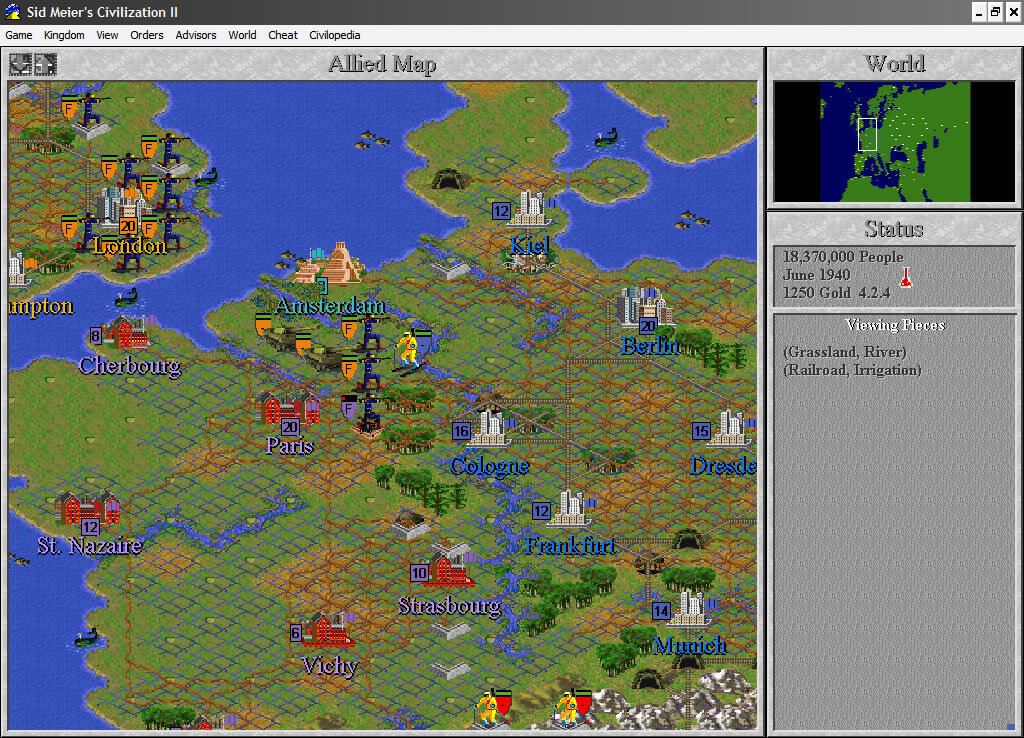 Sid Meier's Civilization II
Game Kingdom View Orders Advisors World Cheat Civilopedia
Allied Map
World
F
F
F
F
F
F
20
London
12
Kiel
Status
18,370,000 People
June 1940
1250 Gold 4.2.4
mpton
3
Amsterdam
20
Berlin
Viewing Pieces
(Grassland, River)
(Railroad, Irrigation)
8
Cherbourg
F
F
-
F
20
Paris
16
Cologne
15
Dresde
12
St. Nazaire
12
Frankfurt
10
Strasbourg
14
Munich
6
Vichy